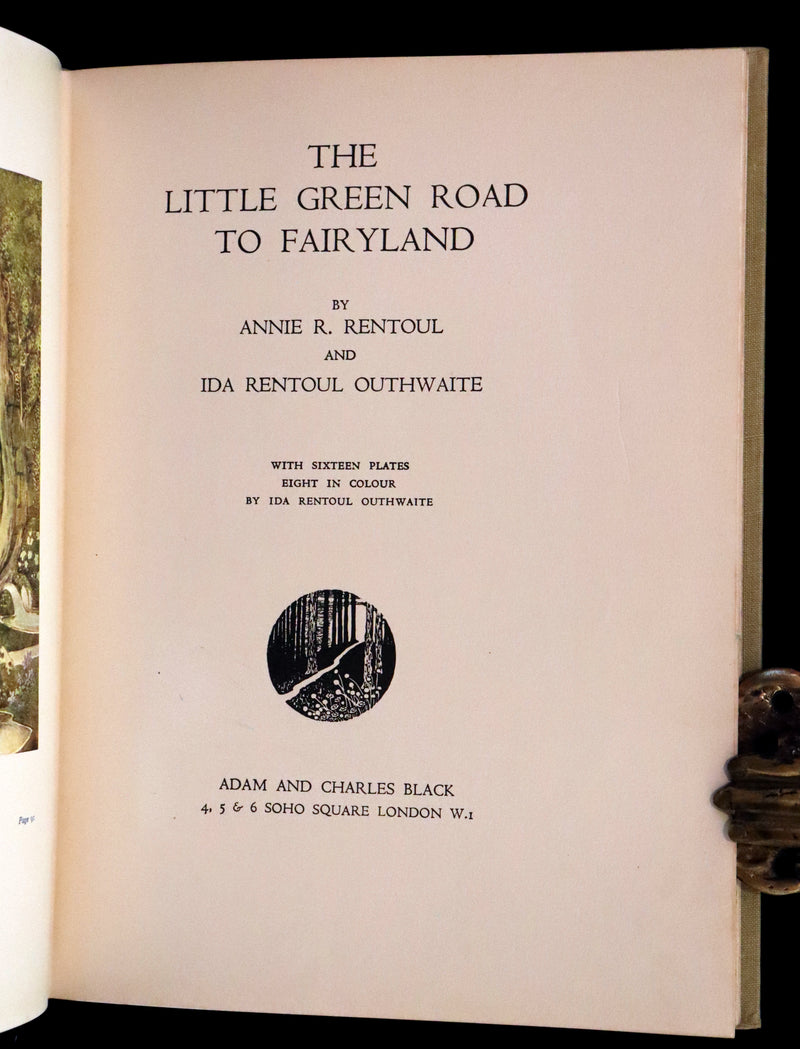 THE
LITTLE GREEN ROAD
TO FAIRYLAND
BY
ANNIE R. RENTOUL
AND
IDA RENTOUL OUTHWAITE
WITH SIXTEEN PLATES
EIGHT IN COLOUR
BY IDA RENTOUL OUTHWAITE
ADAM AND CHARLES BLACK
4, 5 & 6 SOHO SQUARE LONDON W.1
Page